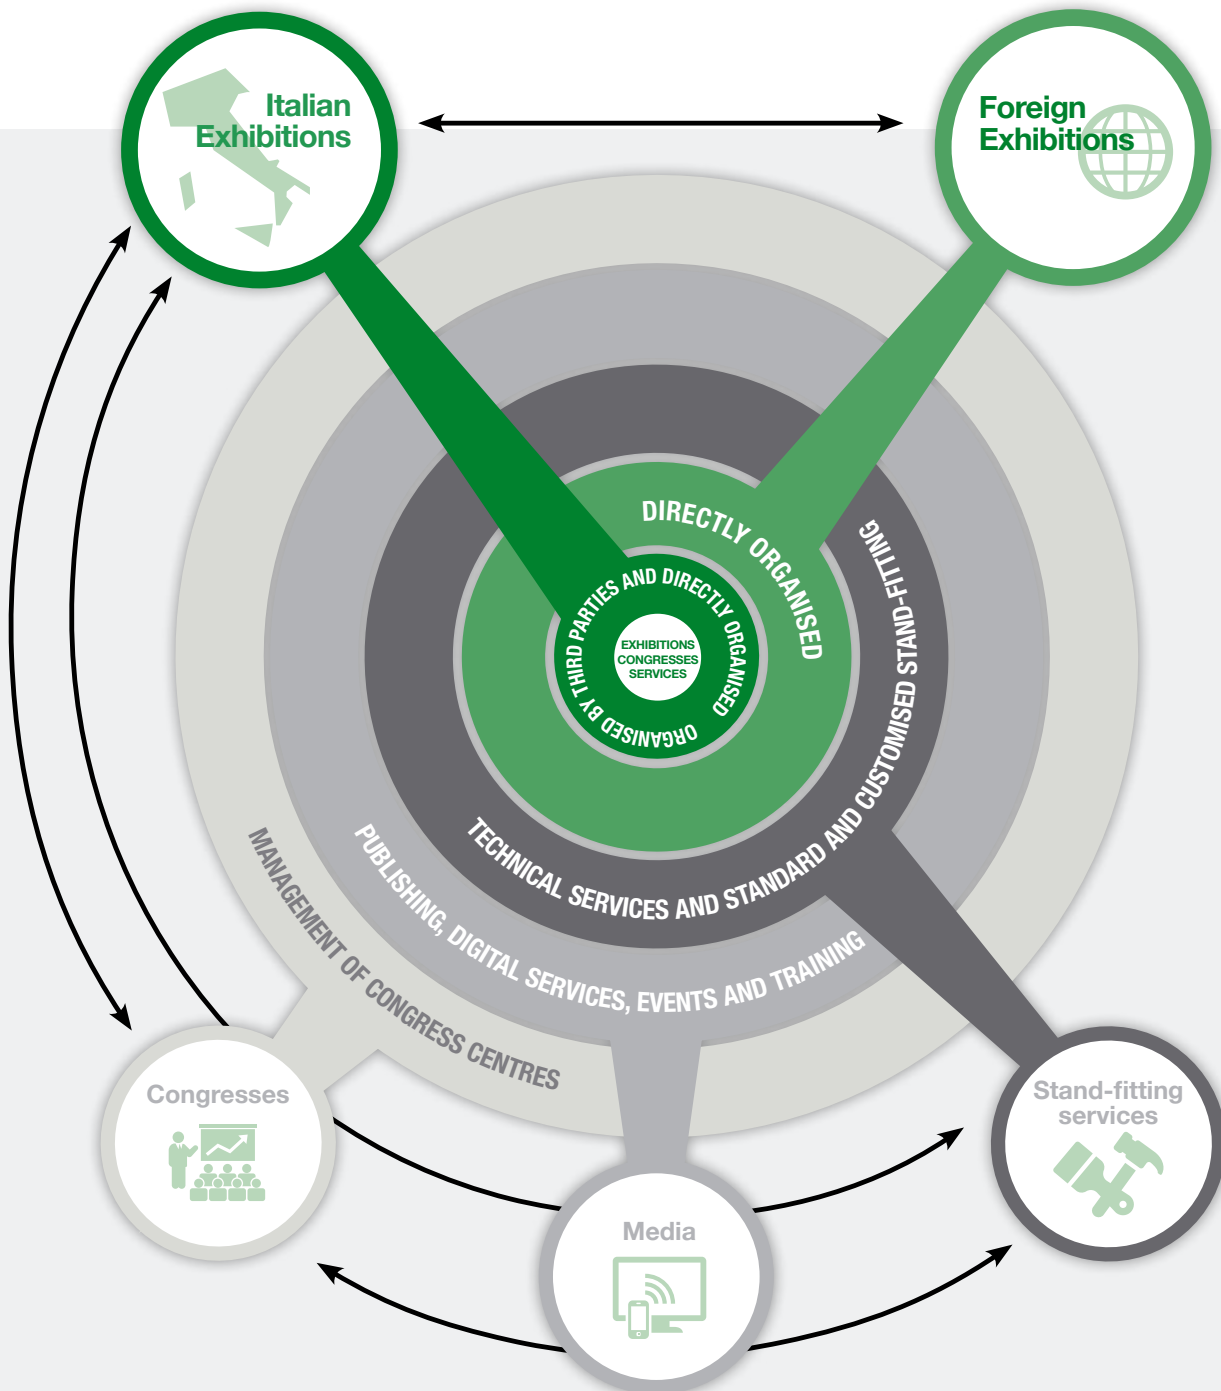 Italian
Exhibitions
Foreign
Exhibitions
DIRECTLY ORGANISED
ORGANISED BY THIRD PARTIES AND DIRECTLY ORGANISED
EXHIBITIONS
CONGRESSES
SERVICES
TECHNICAL SERVICES AND STANDARD AND CUSTOMISED STAND-FITTING
PUBLISHING, DIGITAL SERVICES, EVENTS AND TRAINING
MANAGEMENT OF CONGRESS CENTRES
Congresses
Stand-fitting
services
Media